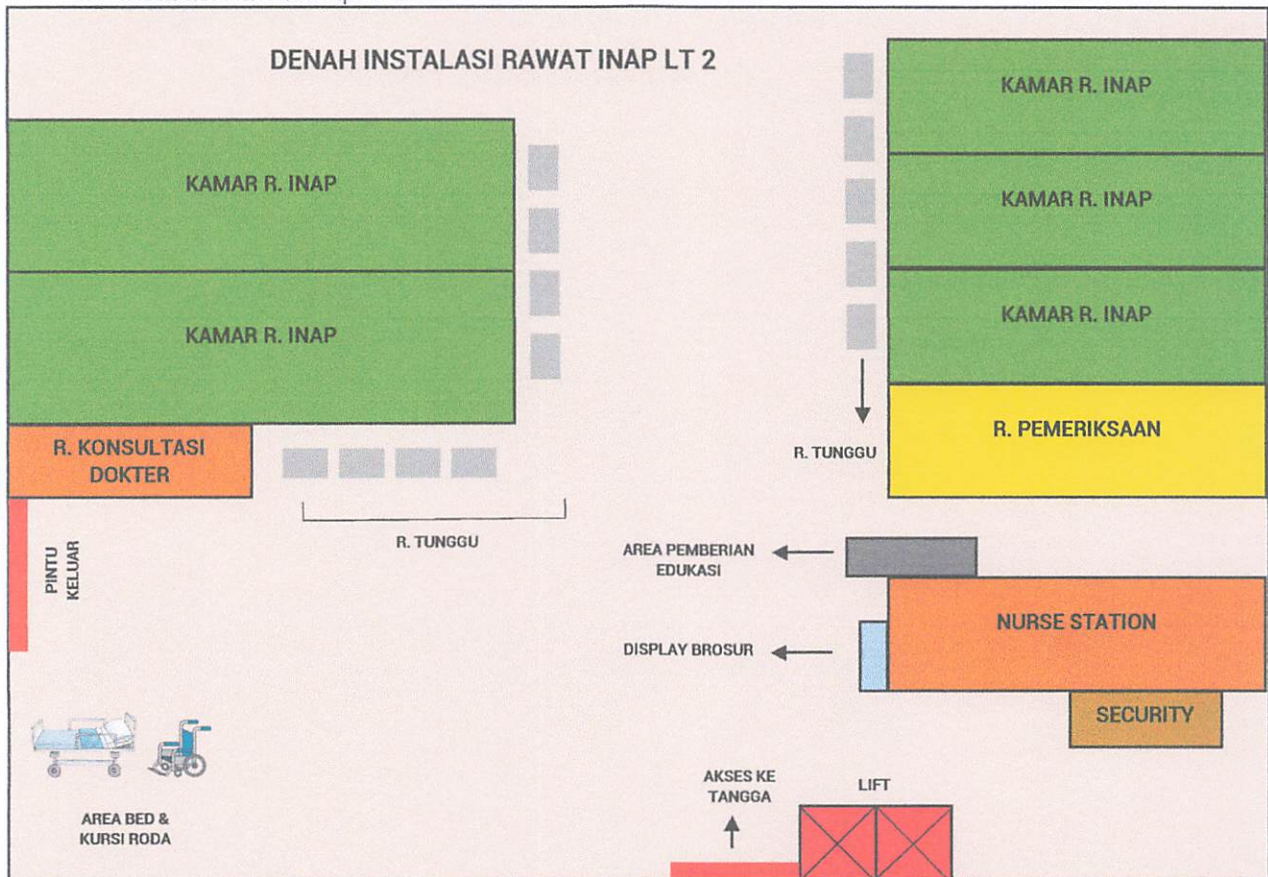 DENAH INSTALASI RAWAT INAP LT 2
KAMAR R. INAP
KAMAR R. INAP
R. KONSULTASI
DOKTER
R. TUNGGU
PINTU
KELUAR
AREA BED &
KURSI RODA
KAMAR R. INAP
KAMAR R. INAP
KAMAR R. INAP
R. PEMERIKSAAN
R. TUNGGU
AREA PEMBERIAN
EDUKASI
NURSE STATION
DISPLAY BROSUR
SECURITY
AKSES KE
TANGGA
LIFT